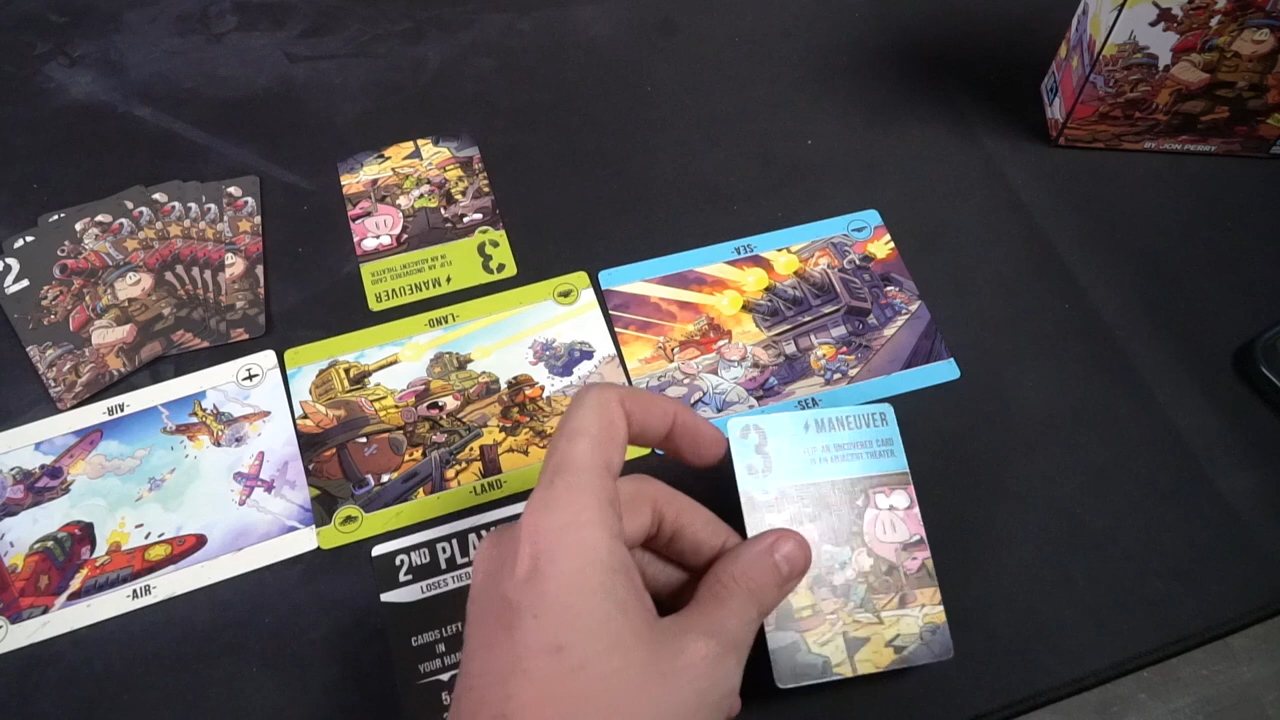 BY JON PERRY
2
3
FLIP AN UNCOVERED CARD
IN AN ADJACENT THEATER.
MANEUVER
-LAND-
-SEA-
-AIR-
-SEA-
3
MANEUVER
FLIP AN UNCOVERED CARD
IN AN ADJACENT THEATER.
-LAND-
2ND PLAY
LOSES TIED
-AIR-
CARDS LEFT
IN
YOUR HAN
5